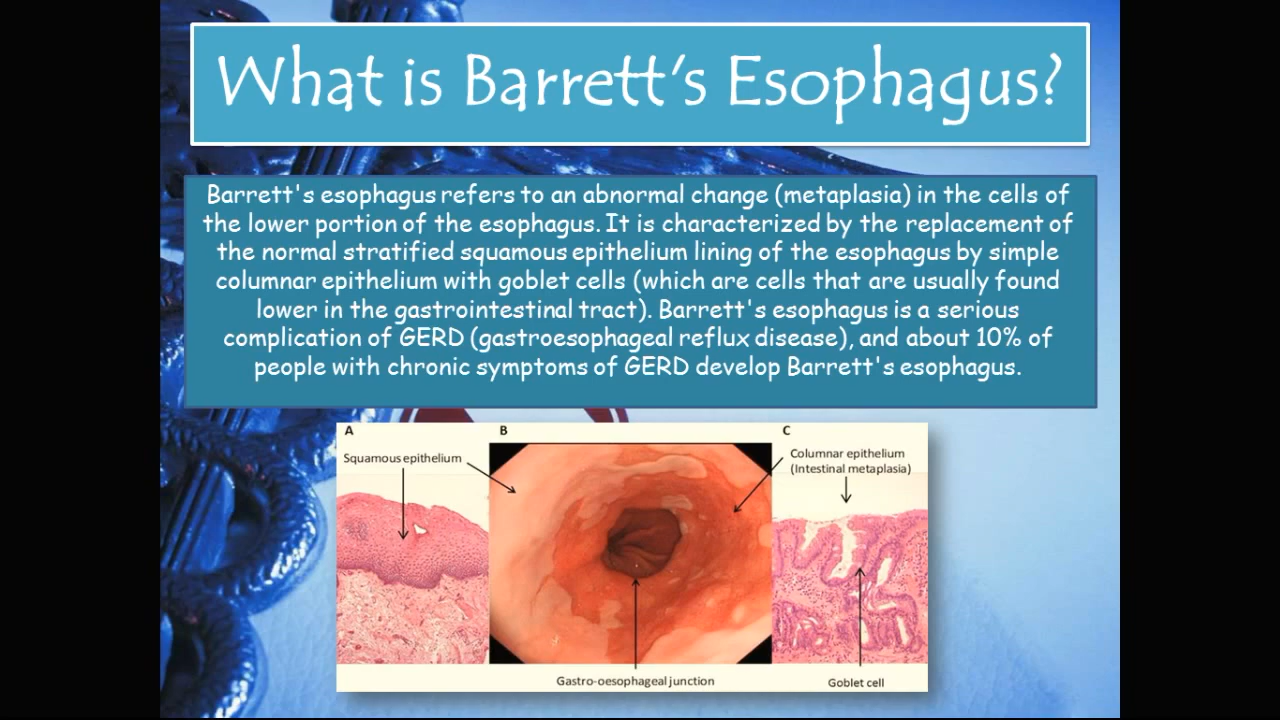 What is Barrett's Esophagus?
Barrett's esophagus refers to an abnormal change (metaplasia) in the cells of
the lower portion of the esophagus. It is characterized by the replacement of
the normal stratified squamous epithelium lining of the esophagus by simple
columnar epithelium with goblet cells (which are cells that are usually found
lower in the gastrointestinal tract). Barrett's esophagus is a serious
complication of GERD (gastroesophageal reflux disease), and about 10% of
people with chronic symptoms of GERD develop Barrett's esophagus.
A
B
C
Squamous epithelium
Columnar epithelium
(Intestinal metaplasia)
Gastro-oesophageal junction
Goblet cell